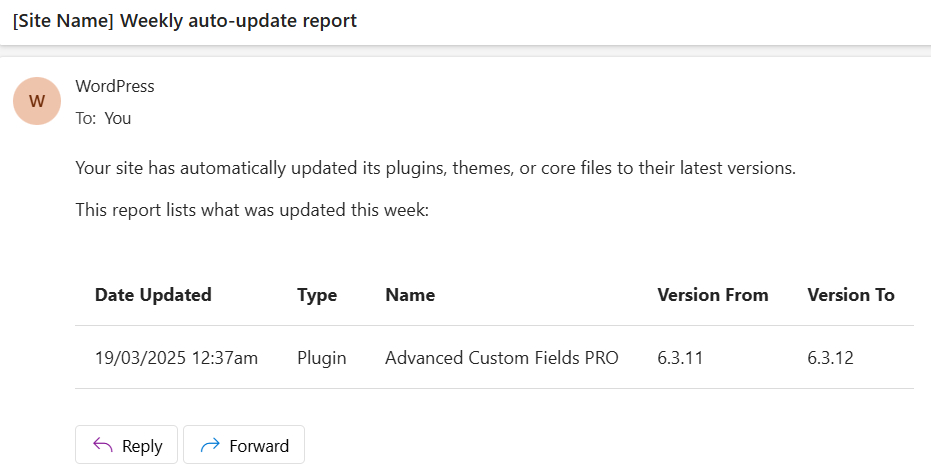 [Site Name] Weekly auto-update report
W
WordPress
To: You
Your site has automatically updated its plugins, themes, or core files to their latest versions.
This report lists what was updated this week:
Date Updated Type Name Version From Version To
19/03/2025 12:37am Plugin Advanced Custom Fields PRO 6.3.11 6.3.12
Reply Forward